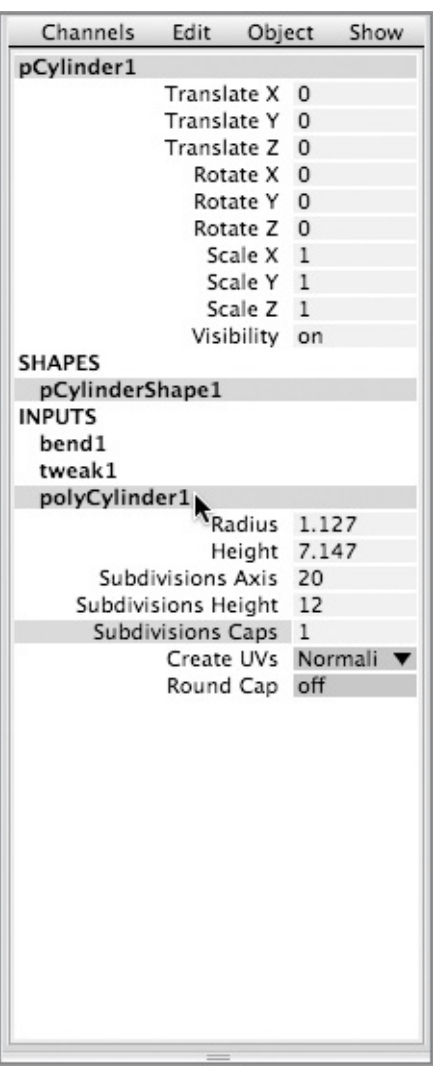 Channels Edit Object Show
pCylinder1
Translate X 0
Translate Y 0
Translate Z 0
Rotate X 0
Rotate Y 0
Rotate Z 0
Scale X 1
Scale Y 1
Scale Z 1
Visibility on
SHAPES
pCylinderShape1
INPUTS
bend1
tweak1
polyCylinder1
Radius 1.127
Height 7.147
Subdivisions Axis 20
Subdivisions Height 12
Subdivisions Caps 1
Create UVs Normali
Round Cap off